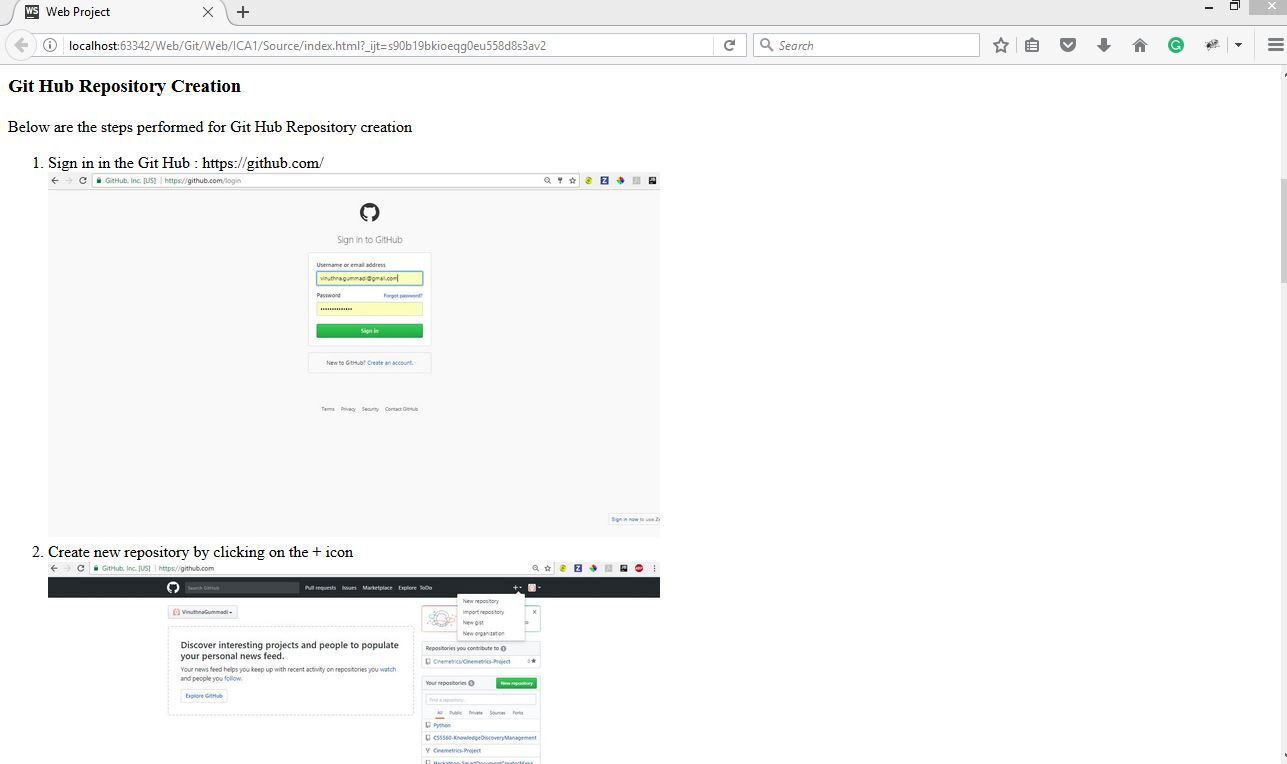 WS Web Project
localhost:63342/Web/Git/Web/ICA1/Source/index.html?_ijt=s90b19bkioeqg0eu558d8s3av2
Search
Git Hub Repository Creation
Below are the steps performed for Git Hub Repository creation
1. Sign in in the Git Hub : https://github.com/
GitHub, Inc. [US] https://github.com/login
Sign in to GitHub
Username or email address
vinuthna.gummadi@gmail.com
Password Forgot password?
Sign in
New to GitHub? Create an account.
Terms Privacy Security Contact GitHub
Sign in now to use
2. Create new repository by clicking on the + icon
GitHub, Inc. [US] https://github.com
Search GitHub Pull requests Issues Marketplace Explore ToDo
New repository
Import repository
New gist
New organization
VinuthnaGummadi
Discover interesting projects and people to populate
your personal news feed.
Your news feed helps you keep up with recent activity on repositories you watch
and people you follow.
Explore GitHub
Repositories you contribute to 1
Cinemetrics/Cinemetrics-Project 0
Your repositories New repository
Find a repository...
All Public Private Sources Forks
Python
CS5560-KnowledgeDiscoveryManagement
Cinemetrics-Project